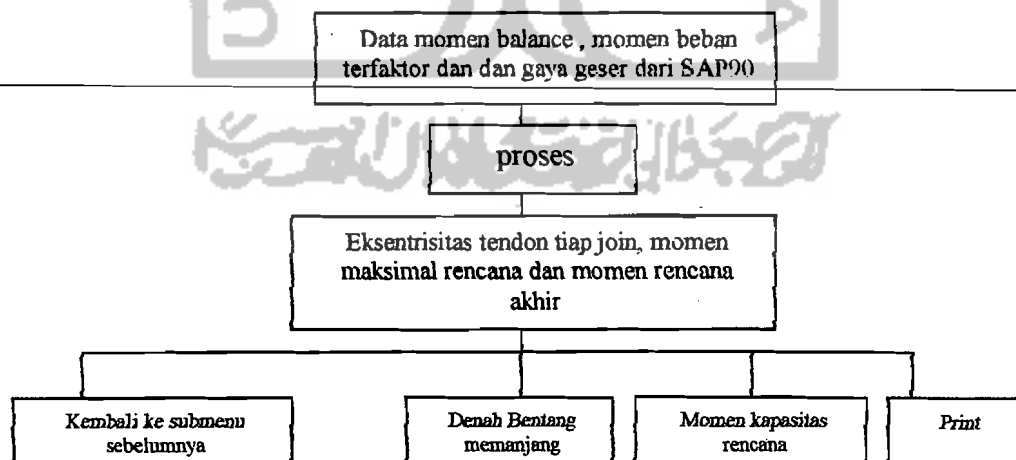 Data momen balance , momen beban
terfaktor dan dan gaya geser dari SAP90
proses
Eksentrisitas tendon tiap join, momen
maksimal rencana dan momen rencana
akhir
Kembali ke submenu
sebelumnya
Denah Bentang
memanjang
Momen kapasitas
rencana
Print